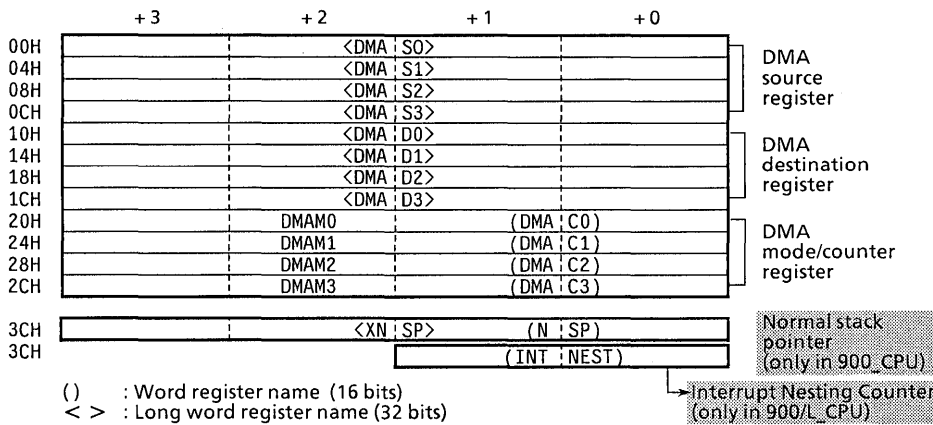 +3 +2 +1 +0
00H <DMA S0>
04H <DMA S1>
08H <DMA S2>
0CH <DMA S3>
DMA
source
register
10H <DMA D0>
14H <DMA D1>
18H <DMA D2>
1CH <DMA D3>
DMA
destination
register
20H DMAM0 (DMA C0)
24H DMAM1 (DMA C1)
28H DMAM2 (DMA C2)
2CH DMAM3 (DMA C3)
DMA
mode/counter
register
3CH <XN SP> (N SP)
Normal stack
pointer
(only in 900_CPU)
3CH (INT NEST)
Interrupt Nesting Counter
(only in 900/L_CPU)
() : Word register name (16 bits)
< > : Long word register name (32 bits)